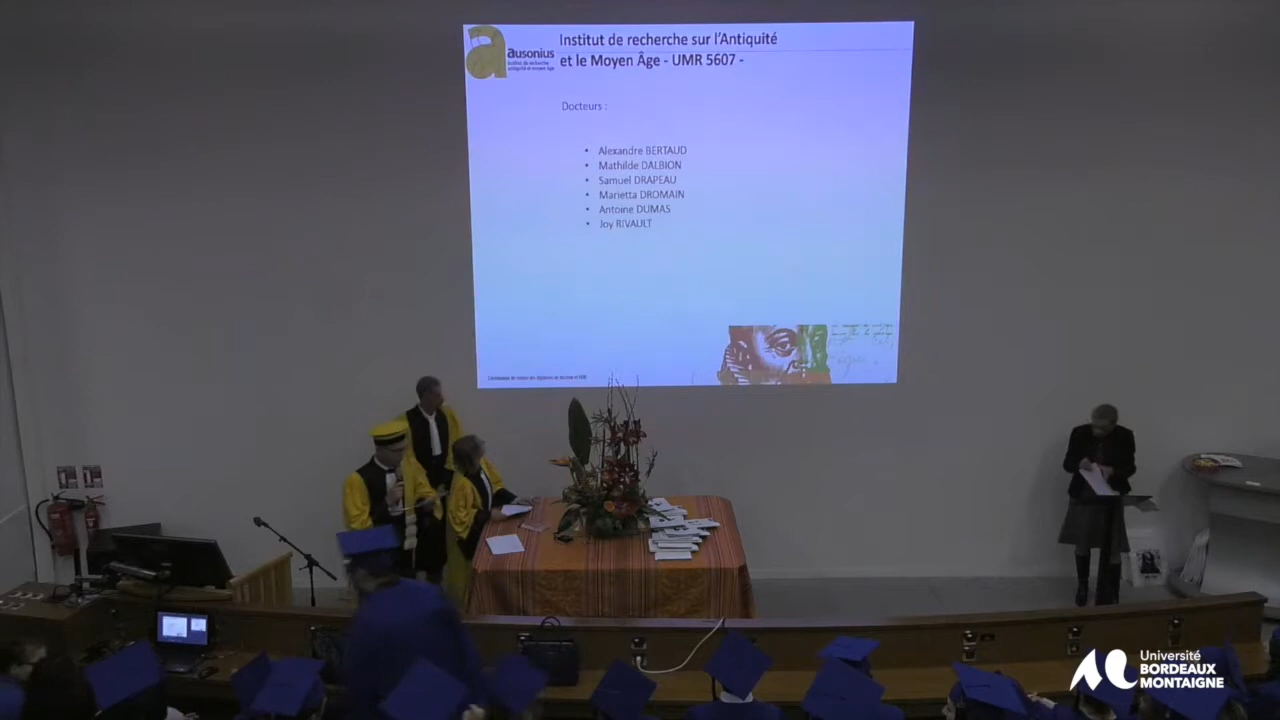 ausonius
Institut de recherche sur l'Antiquité
et le Moyen Âge - UMR 5607 -
Docteurs :
• Alexandre BERTAUD
• Mathilde DALBION
• Samuel DRAPEAU
• Marietta DROMAIN
• Antoine DUMAS
• Joy RIVAULT
Université
BORDEAUX
MONTAIGNE